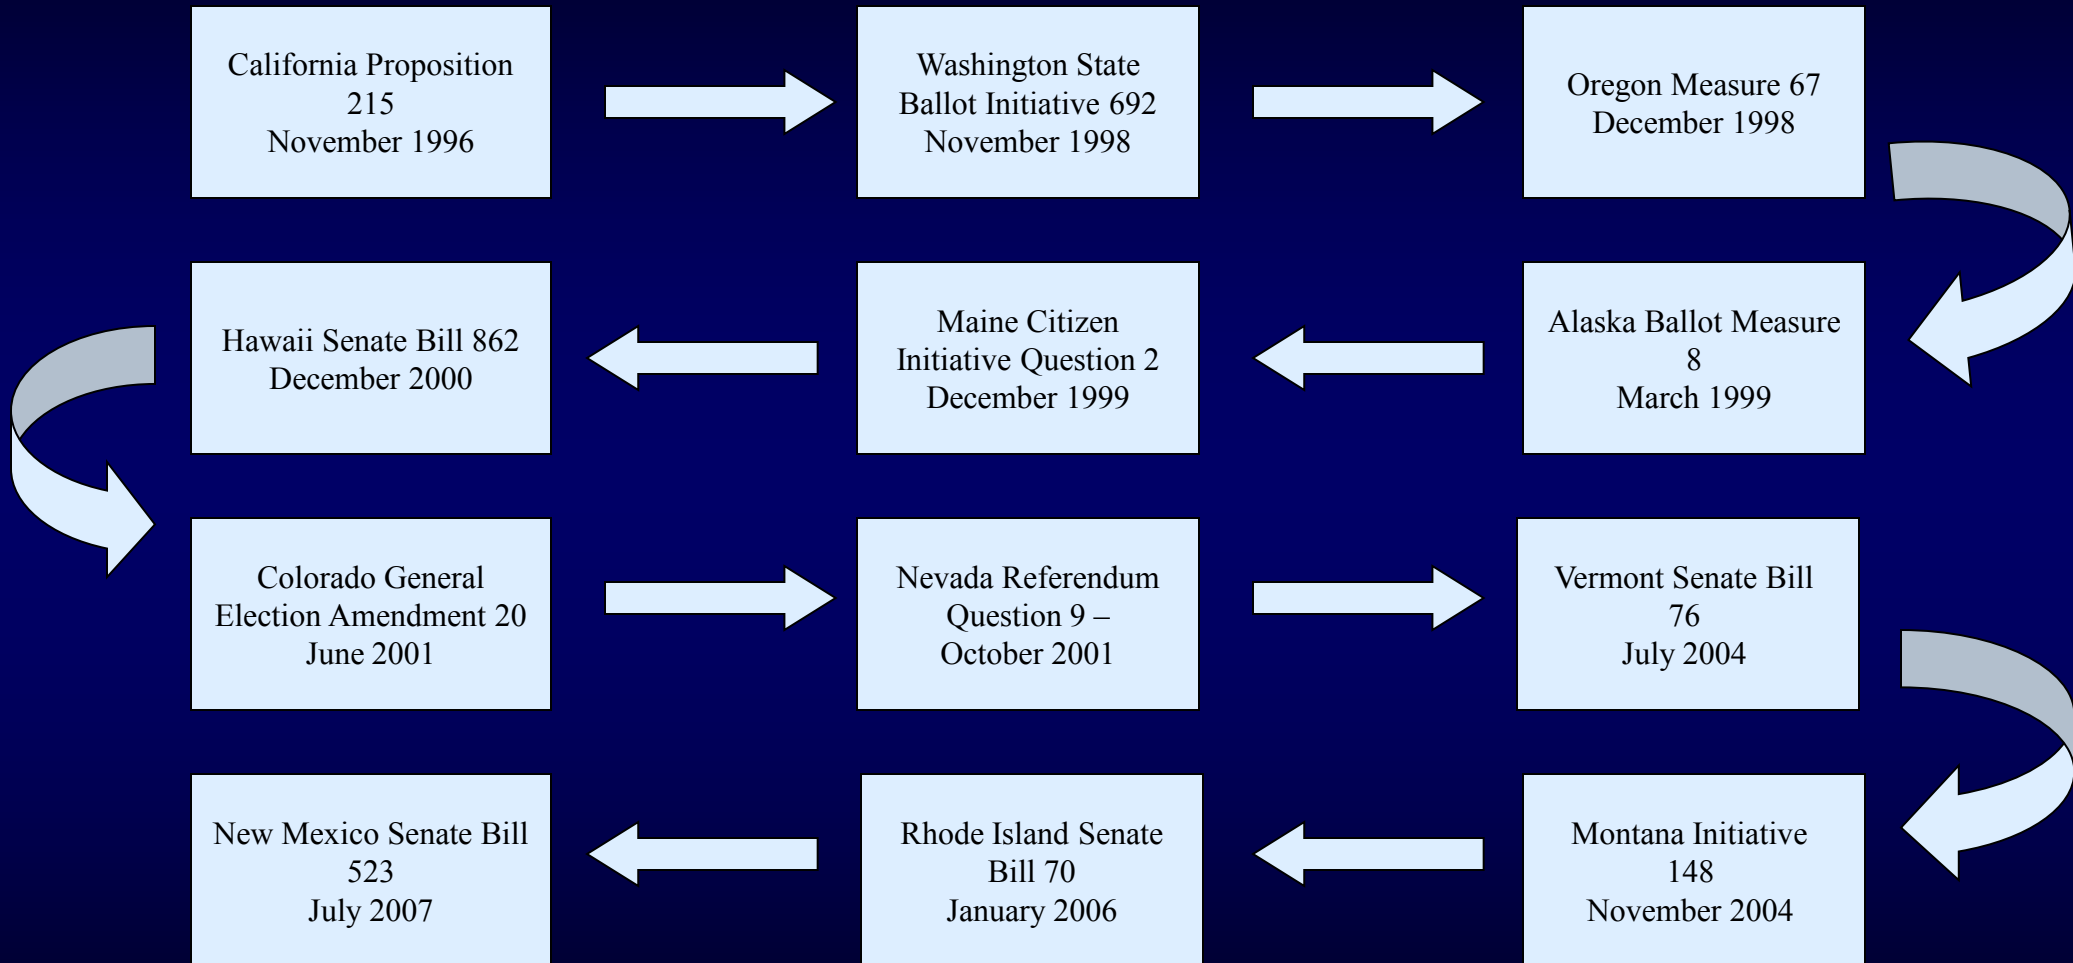 California Proposition
215
November 1996
Washington State
Ballot Initiative 692
November 1998
Oregon Measure 67
December 1998
Alaska Ballot Measure
8
March 1999
Maine Citizen
Initiative Question 2
December 1999
Hawaii Senate Bill 862
December 2000
Colorado General
Election Amendment 20
June 2001
Nevada Referendum
Question 9 –
October 2001
Vermont Senate Bill
76
July 2004
Montana Initiative
148
November 2004
Rhode Island Senate
Bill 70
January 2006
New Mexico Senate Bill
523
July 2007